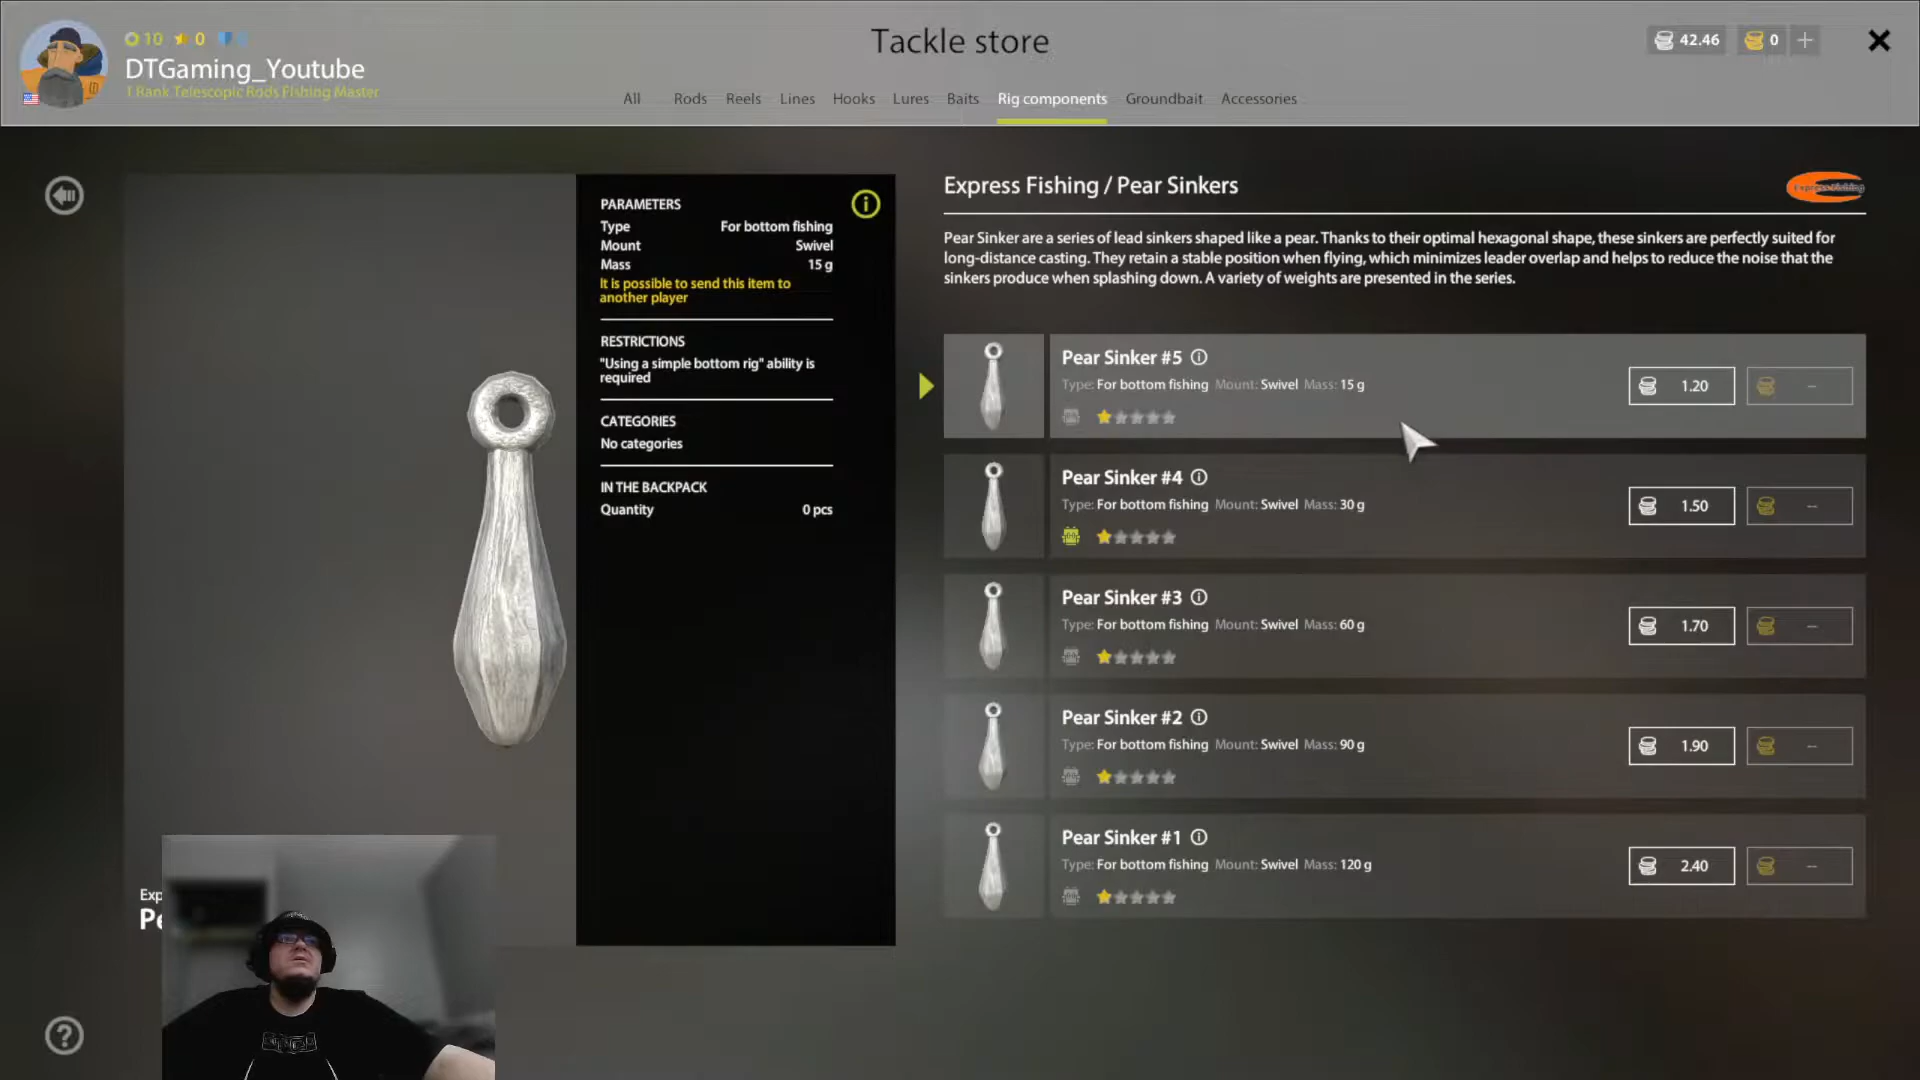 10 0
DTGaming_Youtube
1 Rank Telescopic Rods Fishing Master
Tackle store
42.46 0 +
All Rods Reels Lines Hooks Lures Baits Rig components Groundbait Accessories
PARAMETERS
Type For bottom fishing
Mount Swivel
Mass 15 g
It is possible to send this item to
another player
RESTRICTIONS
"Using a simple bottom rig" ability is
required
CATEGORIES
No categories
IN THE BACKPACK
Quantity 0 pcs
Exp
Pe
Express Fishing / Pear Sinkers
Express Fishing
Pear Sinker are a series of lead sinkers shaped like a pear. Thanks to their optimal hexagonal shape, these sinkers are perfectly suited for
long-distance casting. They retain a stable position when flying, which minimizes leader overlap and helps to reduce the noise that the
sinkers produce when splashing down. A variety of weights are presented in the series.
Pear Sinker #5
Type: For bottom fishing Mount: Swivel Mass: 15 g
1.20 --
Pear Sinker #4
Type: For bottom fishing Mount: Swivel Mass: 30 g
1.50 --
Pear Sinker #3
Type: For bottom fishing Mount: Swivel Mass: 60 g
1.70 --
Pear Sinker #2
Type: For bottom fishing Mount: Swivel Mass: 90 g
1.90 --
Pear Sinker #1
Type: For bottom fishing Mount: Swivel Mass: 120 g
2.40 --